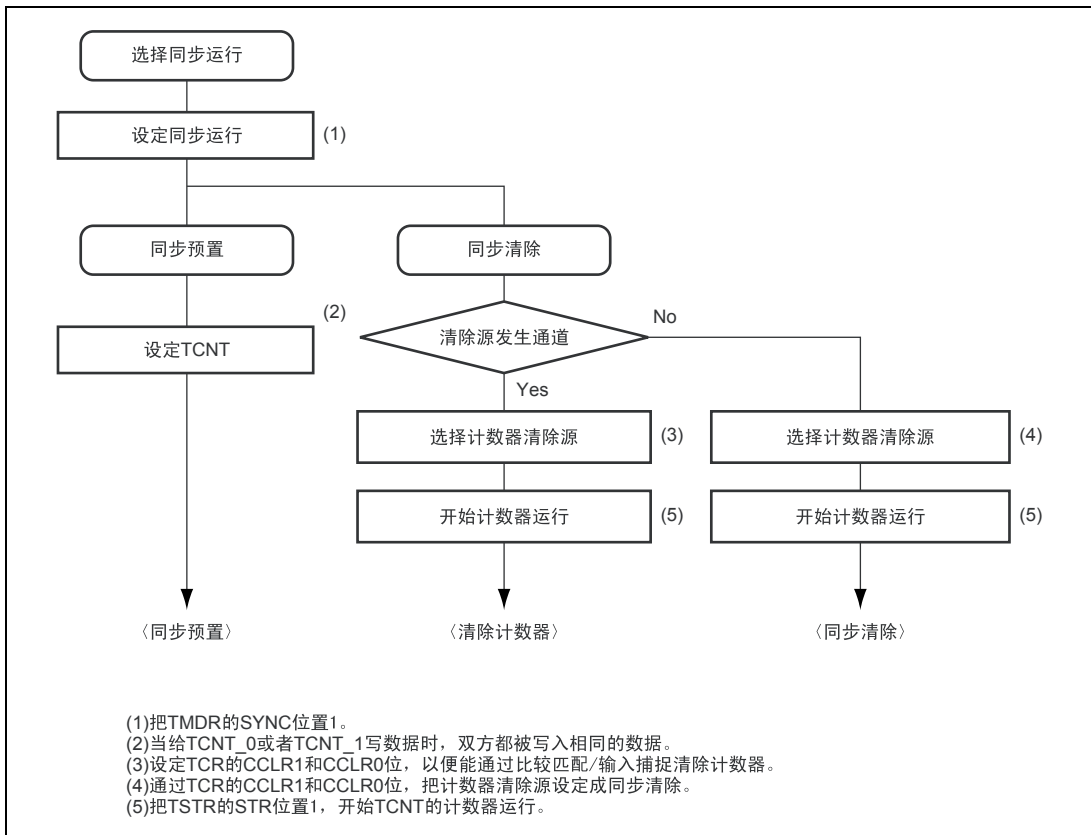 选择同步运行
设定同步运行 (1)
同步预置 同步清除
(2)
设定TCNT 清除源发生通道 No
Yes
选择计数器清除源 (3) 选择计数器清除源 (4)
开始计数器运行 (5) 开始计数器运行 (5)
〈同步预置〉 〈清除计数器〉 〈同步清除〉
(1)把TMDR的SYNC位置1。
(2)当给TCNT_0或者TCNT_1写数据时，双方都被写入相同的数据。
(3)设定TCR的CCLR1和CCLR0位，以便能通过比较匹配/输入捕捉清除计数器。
(4)通过TCR的CCLR1和CCLR0位，把计数器清除源设定成同步清除。
(5)把TSTR的STR位置1，开始TCNT的计数器运行。